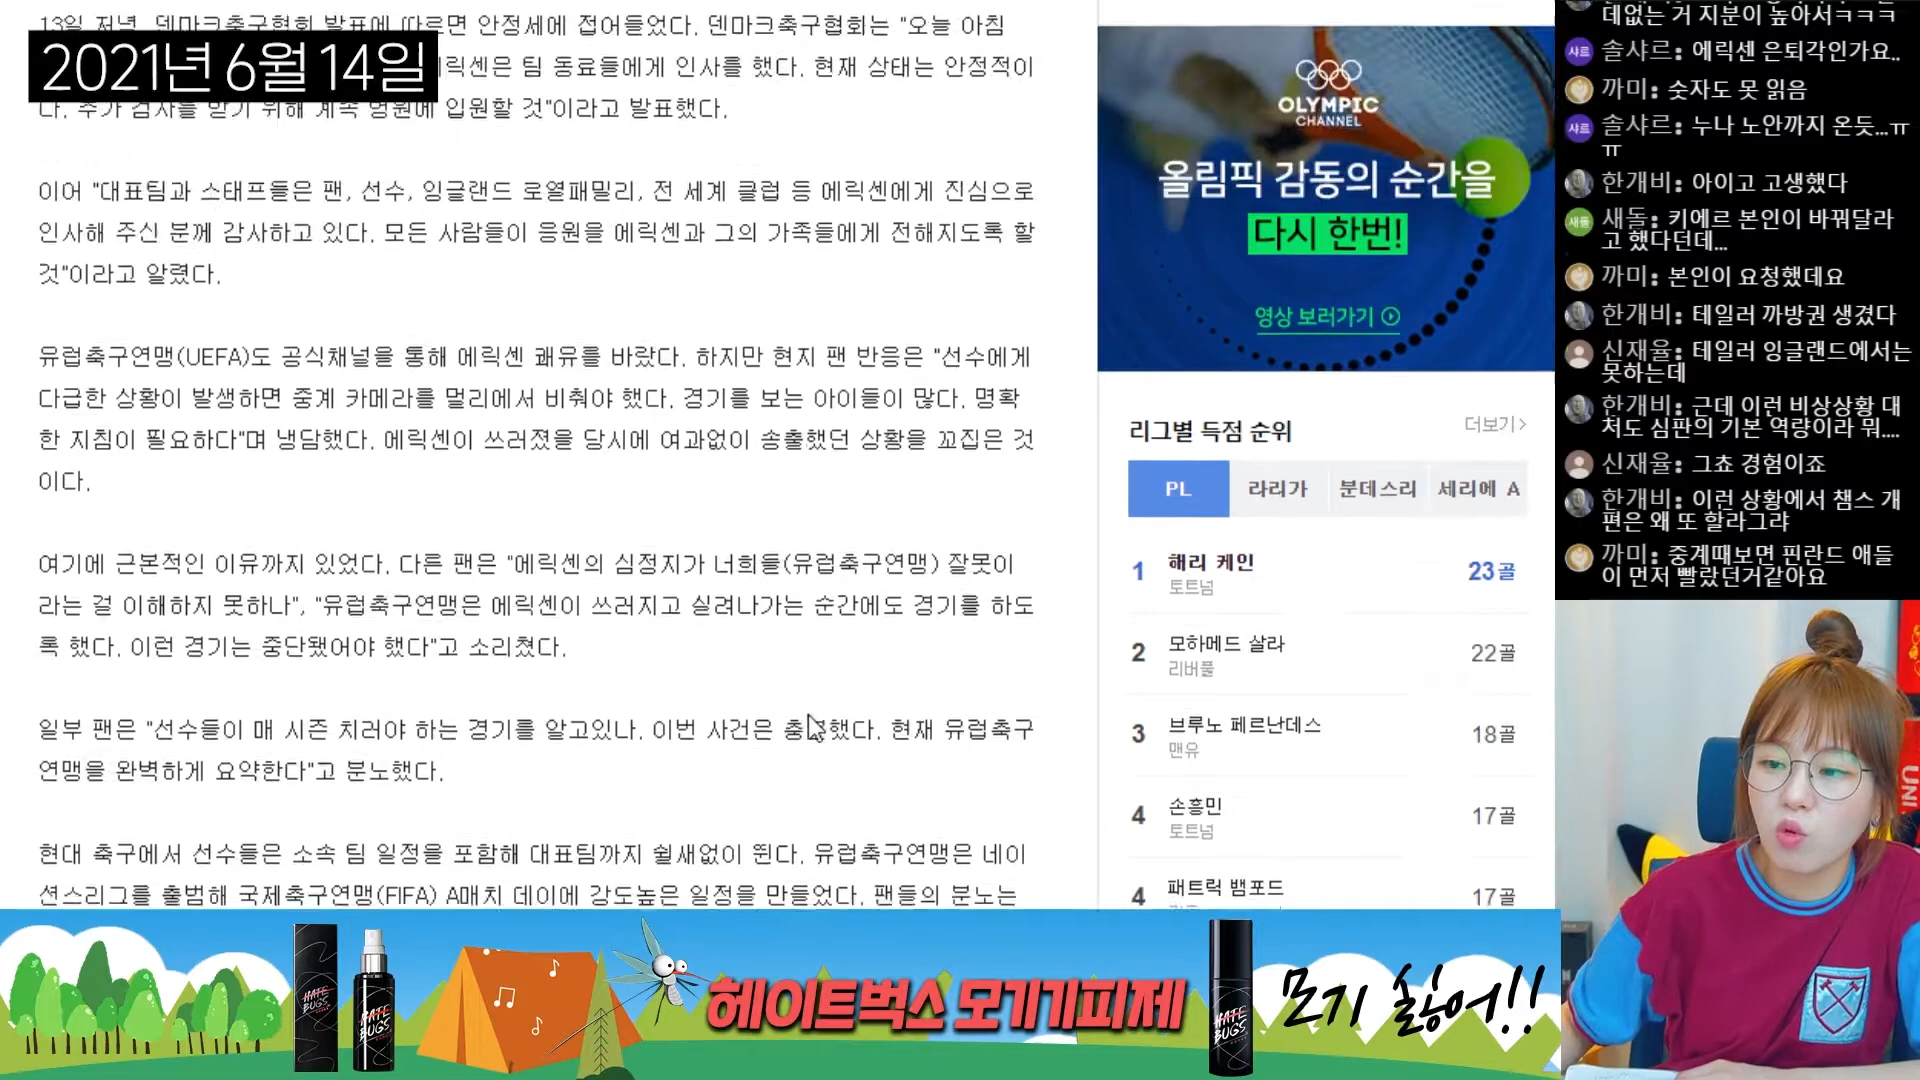 13일 저녁, 덴마크축구협회 발표에 따르면 안정세에 접어들었다. 덴마크축구협회는 "오늘 아침
2021년 6월 14일
릭센은 팀 동료들에게 인사를 했다. 현재 상태는 안정적이
다. 추가 검사를 받기 위해 계속 병원에 입원할 것"이라고 발표했다.
이어 "대표팀과 스태프들은 팬, 선수, 잉글랜드 로열패밀리, 전 세계 클럽 등 에릭센에게 진심으로
인사해 주신 분께 감사하고 있다. 모든 사람들이 응원을 에릭센과 그의 가족들에게 전해지도록 할
것"이라고 알렸다.
유럽축구연맹(UEFA)도 공식채널을 통해 에릭센 쾌유를 바랐다. 하지만 현지 팬 반응은 "선수에게
다급한 상황이 발생하면 중계 카메라를 멀리에서 비춰야 했다. 경기를 보는 아이들이 많다. 명확
한 지침이 필요하다"며 냉담했다. 에릭센이 쓰러졌을 당시에 여과없이 송출했던 상황을 꼬집은 것
이다.
여기에 근본적인 이유까지 있었다. 다른 팬은 "에릭센의 심정지가 너희들(유럽축구연맹) 잘못이
라는 걸 이해하지 못하나", "유럽축구연맹은 에릭센이 쓰러지고 실려나가는 순간에도 경기를 하도
록 했다. 이런 경기는 중단됐어야 했다"고 소리쳤다.
일부 팬은 "선수들이 매 시즌 치러야 하는 경기를 알고있나. 이번 사건은 충격했다. 현재 유럽축구
연맹을 완벽하게 요약한다"고 분노했다.
현대 축구에서 선수들은 소속 팀 일정을 포함해 대표팀까지 쉴새없이 뛴다. 유럽축구연맹은 네이
션스리그를 출범해 국제축구연맹(FIFA) A매치 데이에 강도높은 일정을 만들었다. 팬들의 분노는
OLYMPIC
CHANNEL
올림픽 감동의 순간을
다시 한번!
영상 보러가기
리그별 득점 순위 더보기
PL 라리가 분데스리 세리에 A
1 해리 케인 23골
토트넘
2 모하메드 살라 22골
리버풀
3 브루노 페르난데스 18골
맨유
4 손흥민 17골
토트넘
4 패트릭 뱀포드 17골
데없는 거 지분이 높아서ㅋㅋㅋ
샤르 솔샤르: 에릭센 은퇴각인가요..
까미: 숫자도 못 읽음
샤르 솔샤르: 누나 노안까지 온듯...ㅠ
ㅠ
한개비: 아이고 고생했다
새돌 새돌: 키에르 본인이 바꿔달라
고 했다던데...
까미: 본인이 요청했데요
한개비: 테일러 까방권 생겼다
신재율: 테일러 잉글랜드에서는
못하는데
한개비: 근데 이런 비상상황 대
처도 심판의 기본 역량이라 뭐....
신재율: 그쵸 경험이죠
한개비: 이런 상황에서 챔스 개
편은 왜 또 할라그랴
까미: 중계때보면 핀란드 애들
이 먼저 빨랐던거같아요
UNI
HATE
BUGS
HATE
BUGS
헤이트벅스 모기기피제
HATE
BUGS
모기 싫어!!